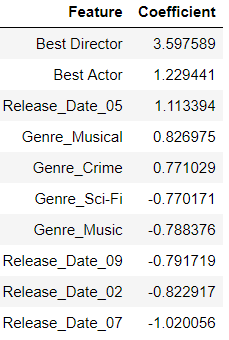 Feature Coefficient
Best Director 3.597589
Best Actor 1.229441
Release_Date_05 1.113394
Genre_Musical 0.826975
Genre_Crime 0.771029
Genre_Sci-Fi -0.770171
Genre_Music -0.788376
Release_Date_09 -0.791719
Release_Date_02 -0.822917
Release_Date_07 -1.020056